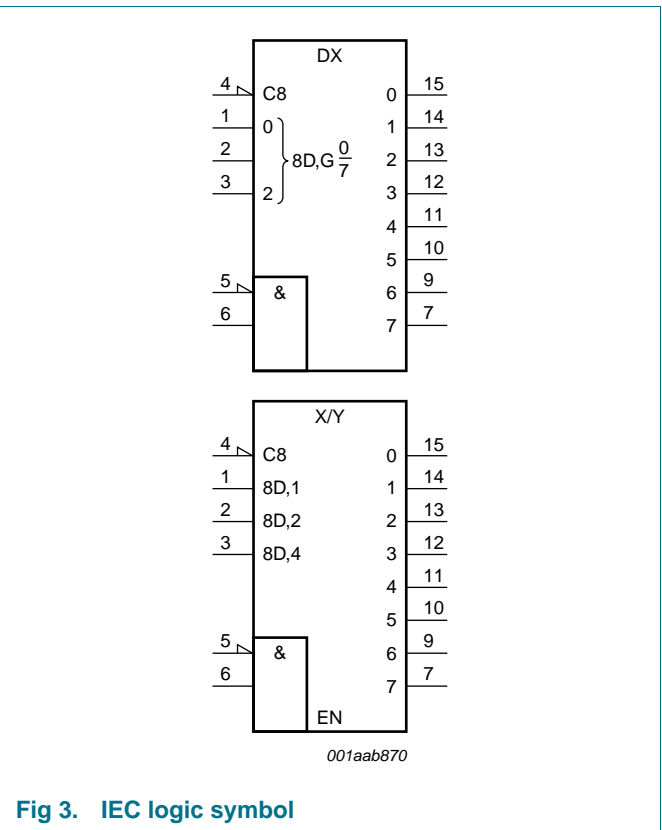 DX
4 C8 0 15
1 0 1 14
2 8D,G 0/7 2 13
3 2 3 12
4 11
5 10
5 & 6 9
6 7 7
X/Y
4 C8 0 15
1 8D,1 1 14
2 8D,2 2 13
3 8D,4 3 12
4 11
5 10
5 & 6 9
6 7 7
EN
001aab870
Fig 3. IEC logic symbol